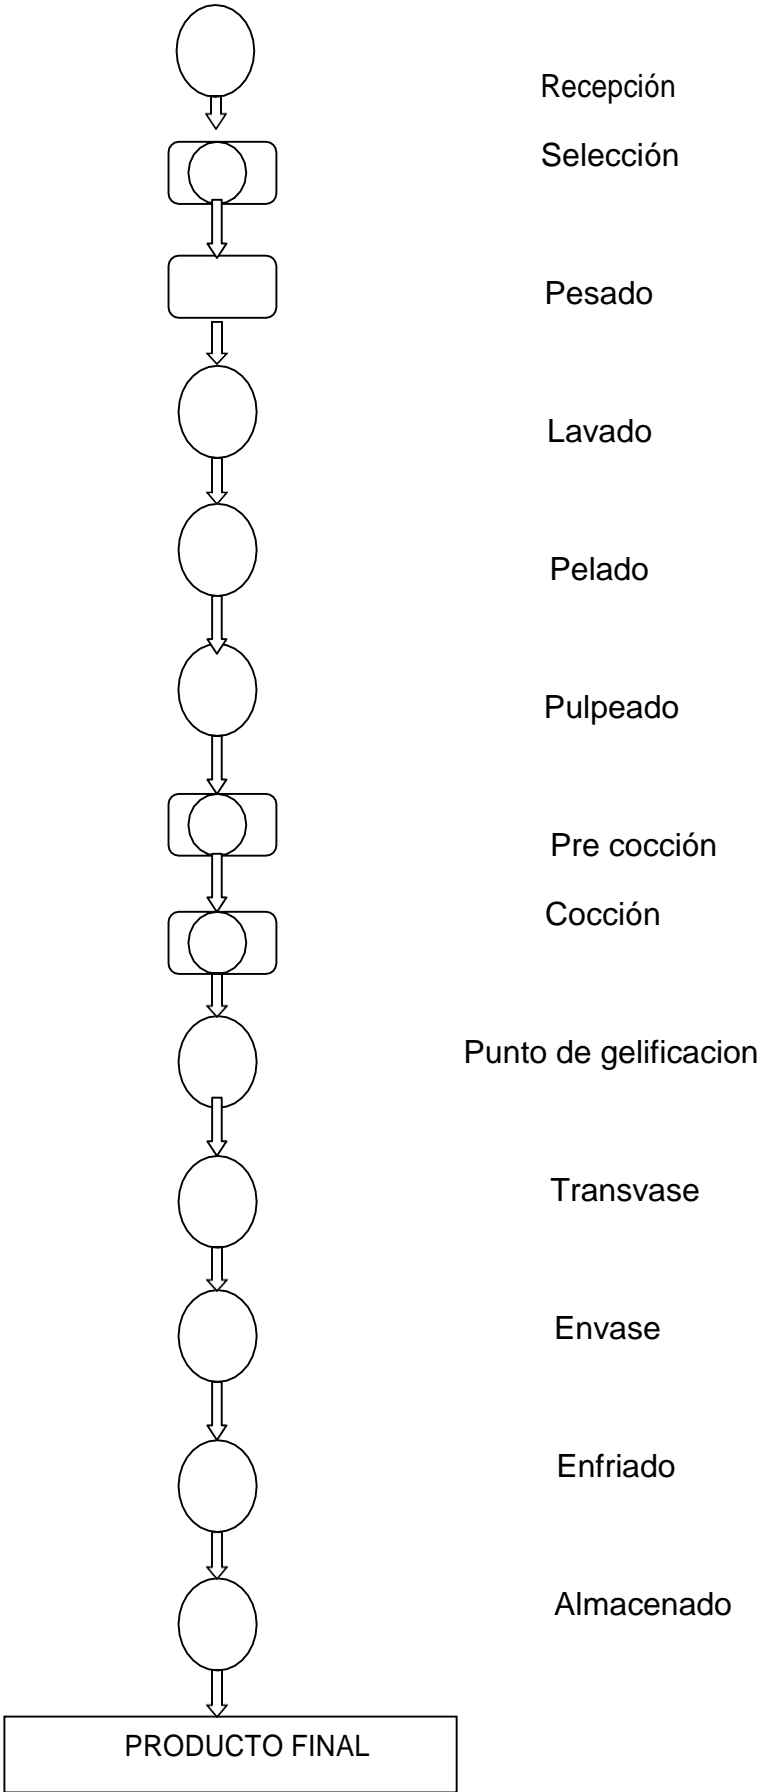 Recepción
Selección
Pesado
Lavado
Pelado
Pulpeado
Pre cocción
Cocción
Punto de gelificacion
Transvase
Envase
Enfriado
Almacenado
PRODUCTO FINAL